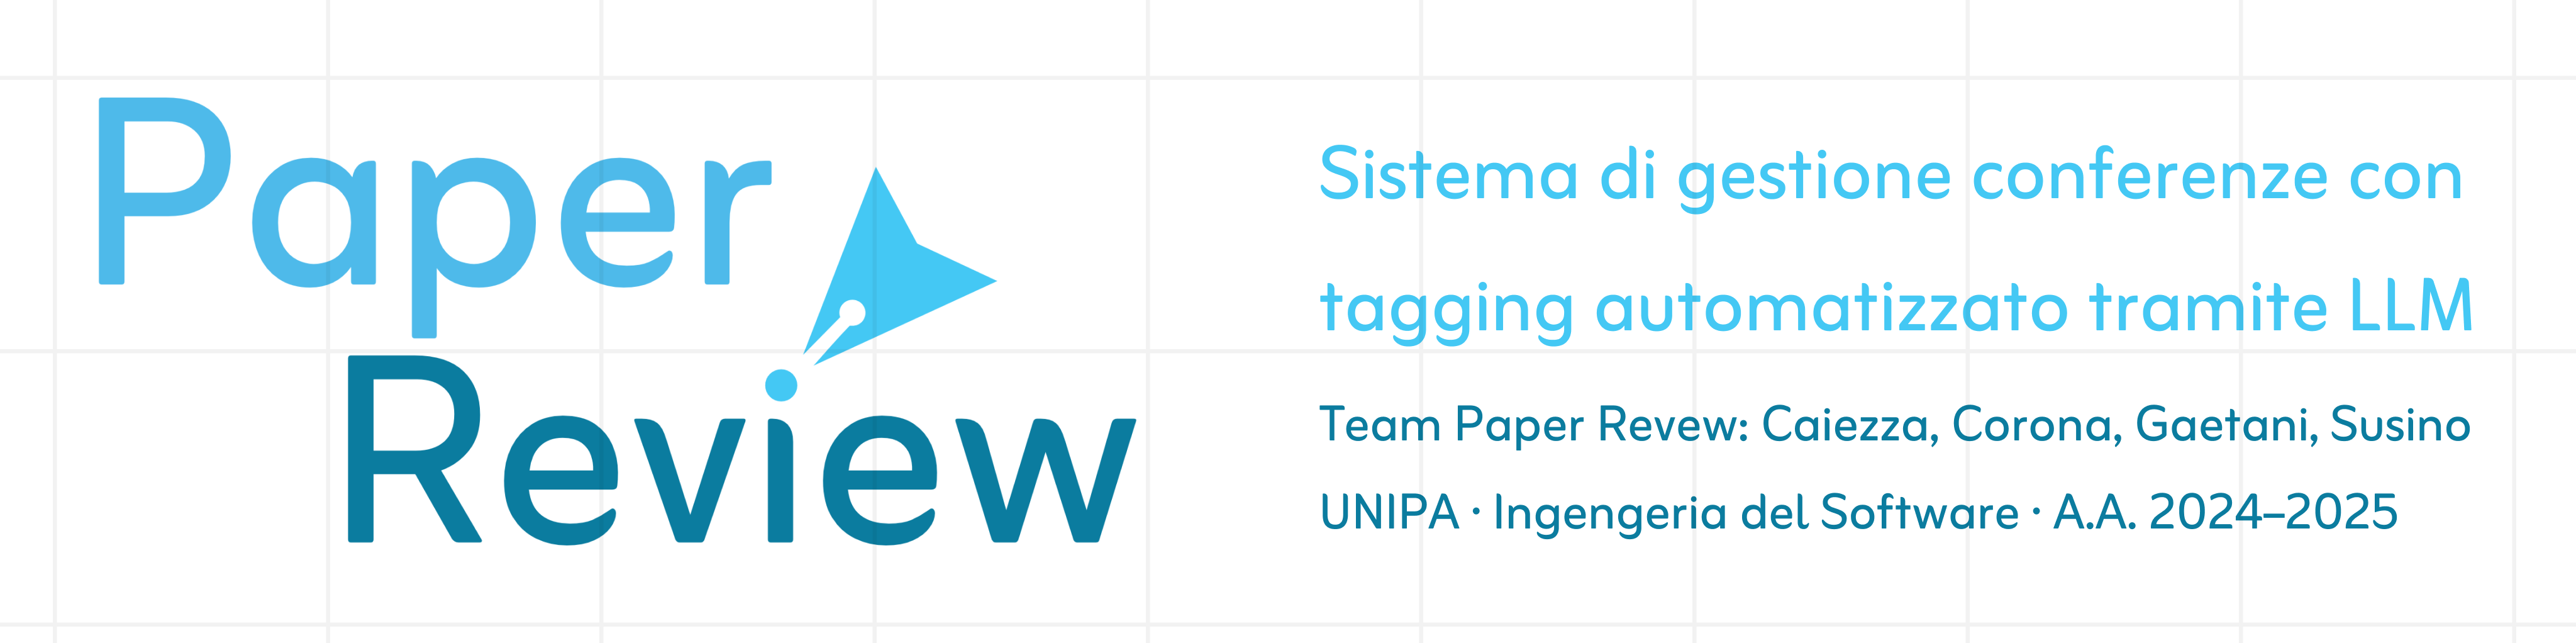 Paper
Review
Sistema di gestione conferenze con
tagging automatizzato tramite LLM
Team Paper Revew: Caiezza, Corona, Gaetani, Susino
UNIPA · Ingengeria del Software · A.A. 2024–2025